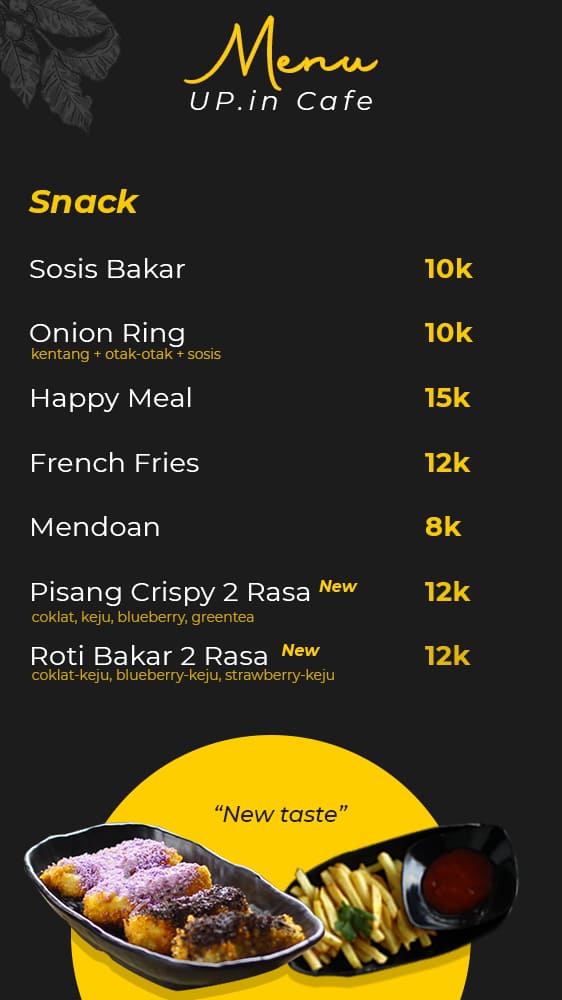 Menu
UP.in Cafe
Snack
Sosis Bakar 10k
Onion Ring 10k
kentang + otak-otak + sosis
Happy Meal 15k
French Fries 12k
Mendoan 8k
Pisang Crispy 2 Rasa New 12k
coklat, keju, blueberry, greentea
Roti Bakar 2 Rasa New 12k
coklat-keju, blueberry-keju, strawberry-keju
“New taste”